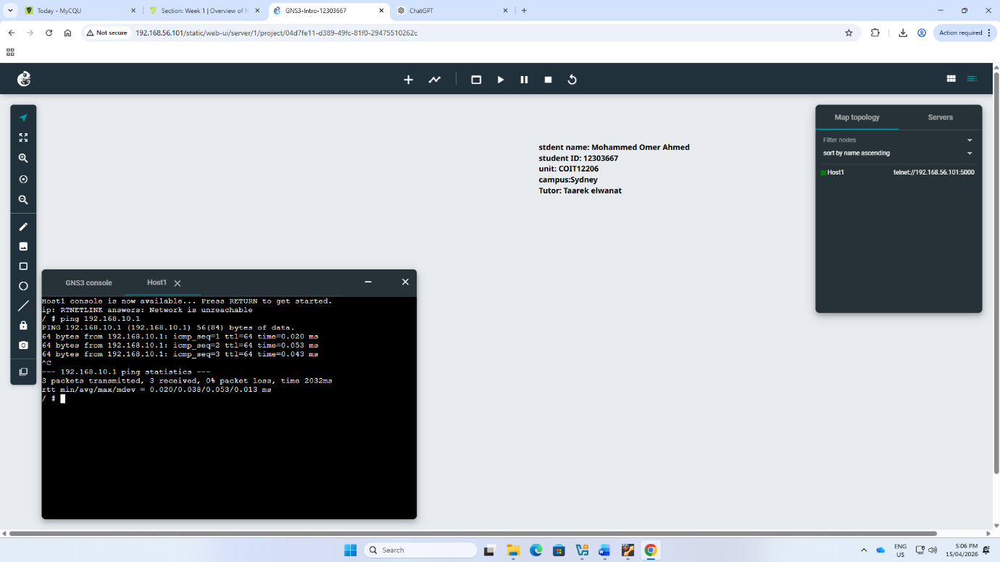 Today - MyCQU
Section: Week 1 | Overview of N
GNS3-Intro-12303667
ChatGPT
Not secure
192.168.56.101/static/web-ui/server/1/project/04d7fe11-d389-49fc-81f0-29475510262c
Action required
stdent name: Mohammed Omer Ahmed
student ID: 12303667
unit: COIT12206
campus:Sydney
Tutor: Taarek elwanat
Map topology
Servers
Filter nodes
sort by name ascending
Host1
telnet://192.168.56.101:5000
GNS3 console
Host1
Host1 console is now available... Press RETURN to get started.
ip: RTNETLINK answers: Network is unreachable
/ # ping 192.168.10.1
PING 192.168.10.1 (192.168.10.1) 56(84) bytes of data.
64 bytes from 192.168.10.1: icmp_seq=1 ttl=64 time=0.020 ms
64 bytes from 192.168.10.1: icmp_seq=2 ttl=64 time=0.053 ms
64 bytes from 192.168.10.1: icmp_seq=3 ttl=64 time=0.043 ms
^C
--- 192.168.10.1 ping statistics ---
3 packets transmitted, 3 received, 0% packet loss, time 2032ms
rtt min/avg/max/mdev = 0.020/0.038/0.053/0.013 ms
/ #
Search
ENG
US
5:06 PM
15/04/2026